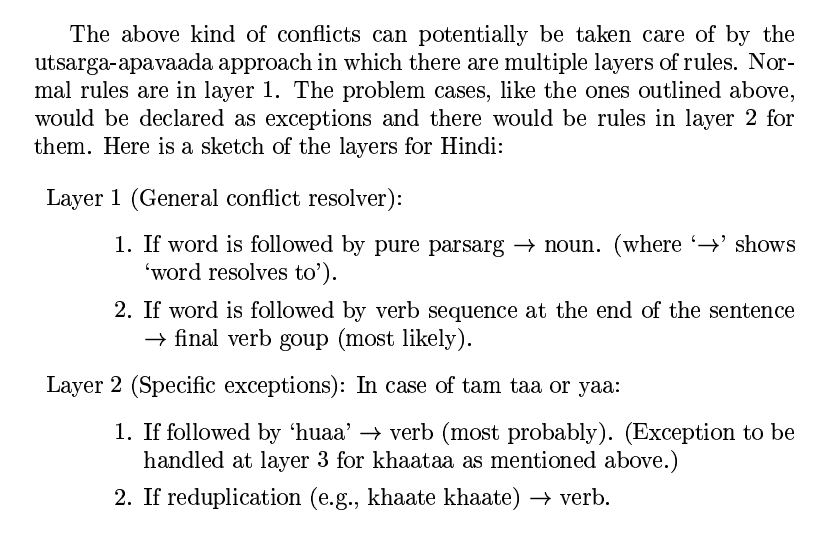 The above kind of conflicts can potentially be taken care of by the
utsarga-apavaada approach in which there are multiple layers of rules. Nor-
mal rules are in layer 1. The problem cases, like the ones outlined above,
would be declared as exceptions and there would be rules in layer 2 for
them. Here is a sketch of the layers for Hindi:
Layer 1 (General conflict resolver):
1. If word is followed by pure parsarg → noun. (where ‘→’ shows
‘word resolves to’).
2. If word is followed by verb sequence at the end of the sentence
→ final verb goup (most likely).
Layer 2 (Specific exceptions): In case of tam taa or yaa:
1. If followed by ‘huaa’ → verb (most probably). (Exception to be
handled at layer 3 for khaataa as mentioned above.)
2. If reduplication (e.g., khaate khaate) → verb.